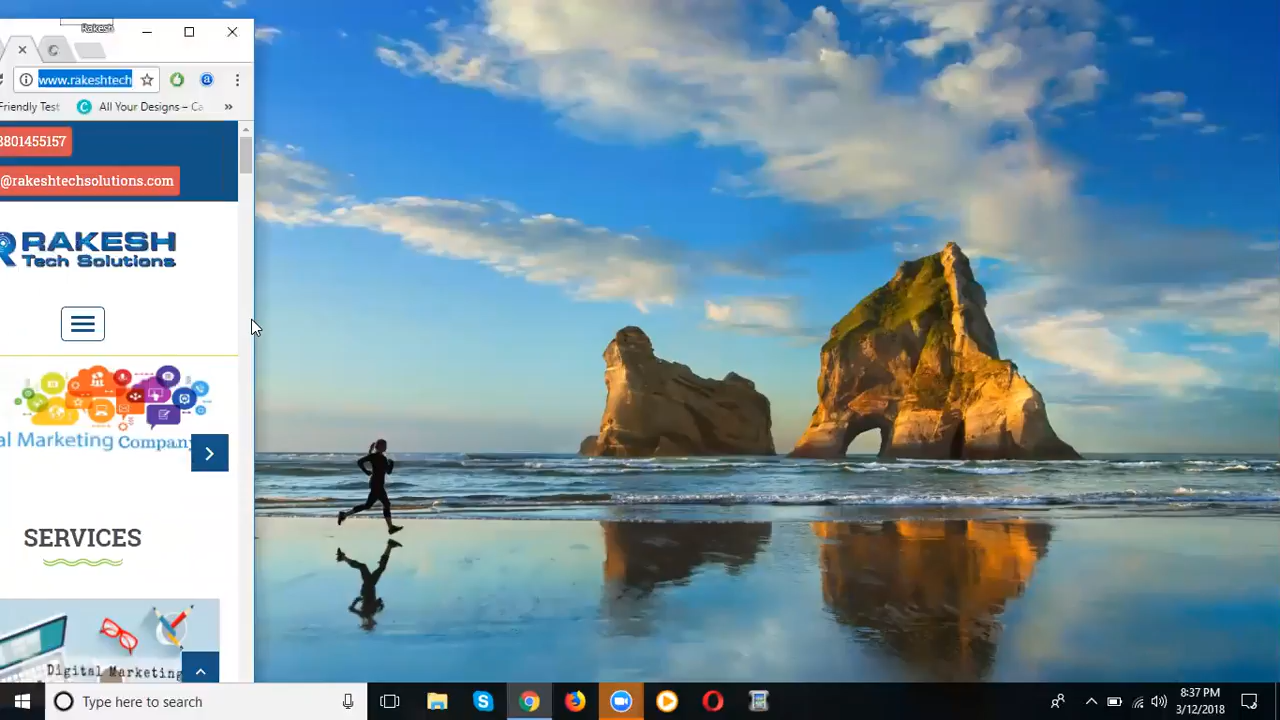 Rakesh
www.rakeshtech
Friendly Test
All Your Designs – Ca
»
3801455157
@rakeshtechsolutions.com
RAKESH
Tech Solutions
al Marketing Company
SERVICES
Digital Marketing
Type here to search
8:37 PM
3/12/2018